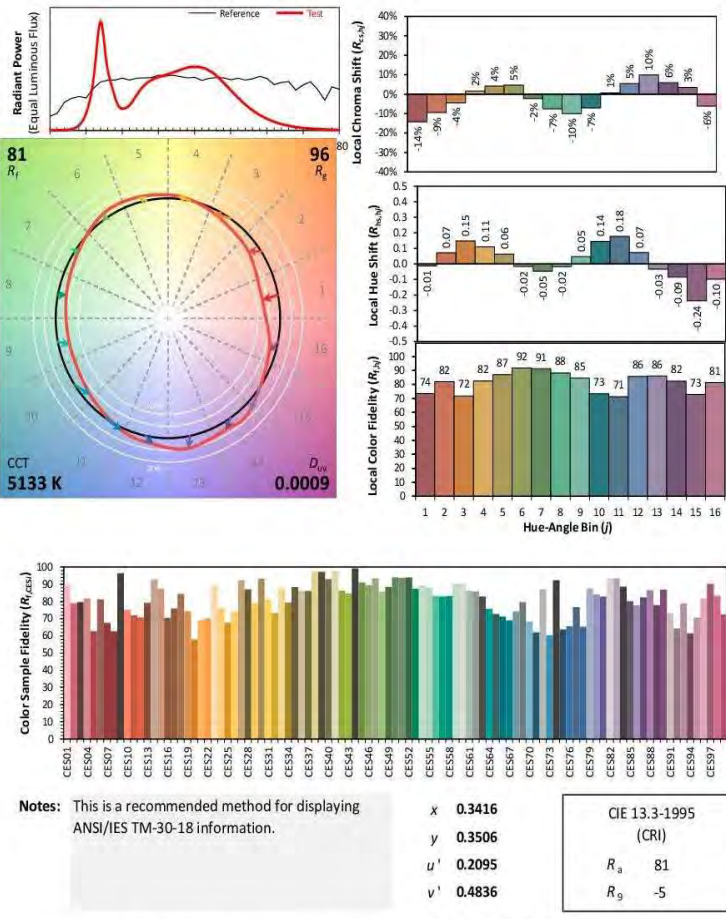 Reference
Test
Radiant Power
(Equal Luminous Flux)
80
81
Rf
96
Rg
5
4
6
3
7
8
1
9
16
10
11
12
13
CCT
5133 K
Duv
0.0009
Local Chroma Shift (Rcs,hj)
40%
30%
20%
10%
0%
-10%
-20%
-30%
-40%
-14%
-9%
-4%
2%
4%
5%
-2%
-7%
-10%
-7%
1%
5%
10%
6%
3%
-6%
Local Hue Shift (Rhs,hj)
0.5
0.4
0.3
0.2
0.1
0.0
-0.1
-0.2
-0.3
-0.4
-0.5
-0.01
0.07
0.15
0.11
0.06
-0.02
-0.05
-0.02
0.05
0.14
0.18
0.07
-0.03
-0.09
-0.24
-0.10
Local Color Fidelity (Rf,hj)
100
90
80
70
60
50
40
30
20
10
0
74
82
72
82
87
92
91
88
85
73
71
86
86
82
73
81
1 2 3 4 5 6 7 8 9 10 11 12 13 14 15 16
Hue-Angle Bin (j)
Color Sample Fidelity (Rf,CESi)
100
90
80
70
60
50
40
30
20
10
0
CES01
CES04
CES07
CES10
CES13
CES16
CES19
CES22
CES25
CES28
CES31
CES34
CES37
CES40
CES43
CES46
CES49
CES52
CES55
CES58
CES61
CES64
CES67
CES70
CES73
CES76
CES79
CES82
CES85
CES88
CES91
CES94
CES97
Notes: This is a recommended method for displaying
ANSI/IES TM-30-18 information.
x 0.3416
y 0.3506
u' 0.2095
v' 0.4836
CIE 13.3-1995
(CRI)
Ra 81
R9 -5